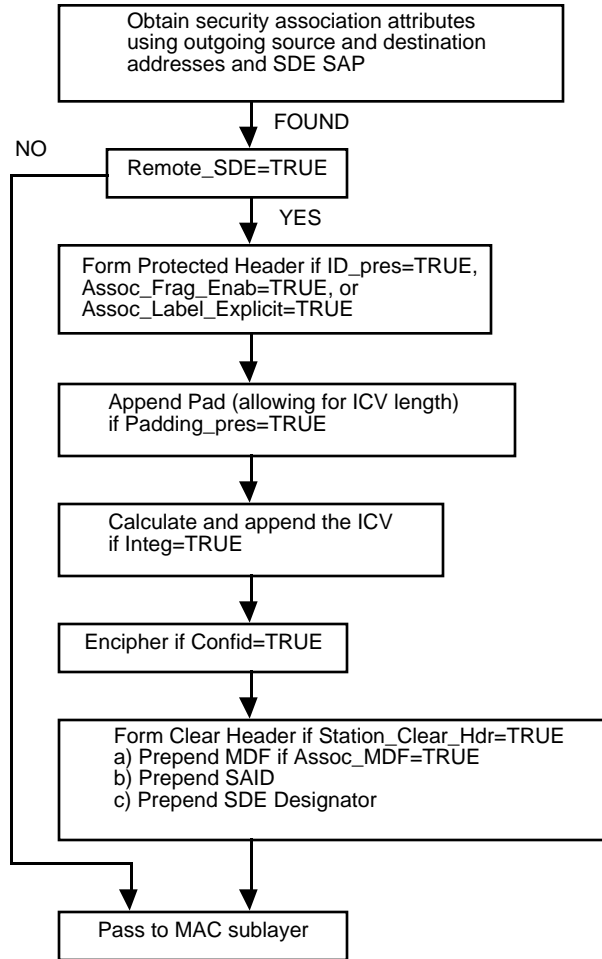 Obtain security association attributes
using outgoing source and destination
addresses and SDE SAP
FOUND
NO
Remote_SDE=TRUE
YES
Form Protected Header if ID_pres=TRUE,
Assoc_Frag_Enab=TRUE, or
Assoc_Label_Explicit=TRUE
Append Pad (allowing for ICV length)
if Padding_pres=TRUE
Calculate and append the ICV
if Integ=TRUE
Encipher if Confid=TRUE
Form Clear Header if Station_Clear_Hdr=TRUE
a) Prepend MDF if Assoc_MDF=TRUE
b) Prepend SAID
c) Prepend SDE Designator
Pass to MAC sublayer